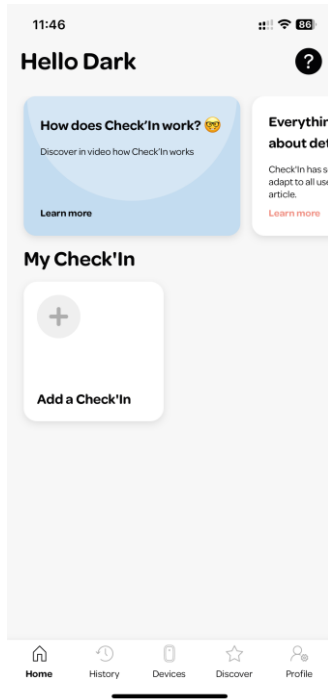 11:46
86
Hello Dark
?
How does Check'In work? 🤓
Discover in video how Check'In works
Learn more
Everythin
about det
Check'In has s
adapt to all use
article.
Learn more
My Check'In
Add a Check'In
Home
History
Devices
Discover
Profile